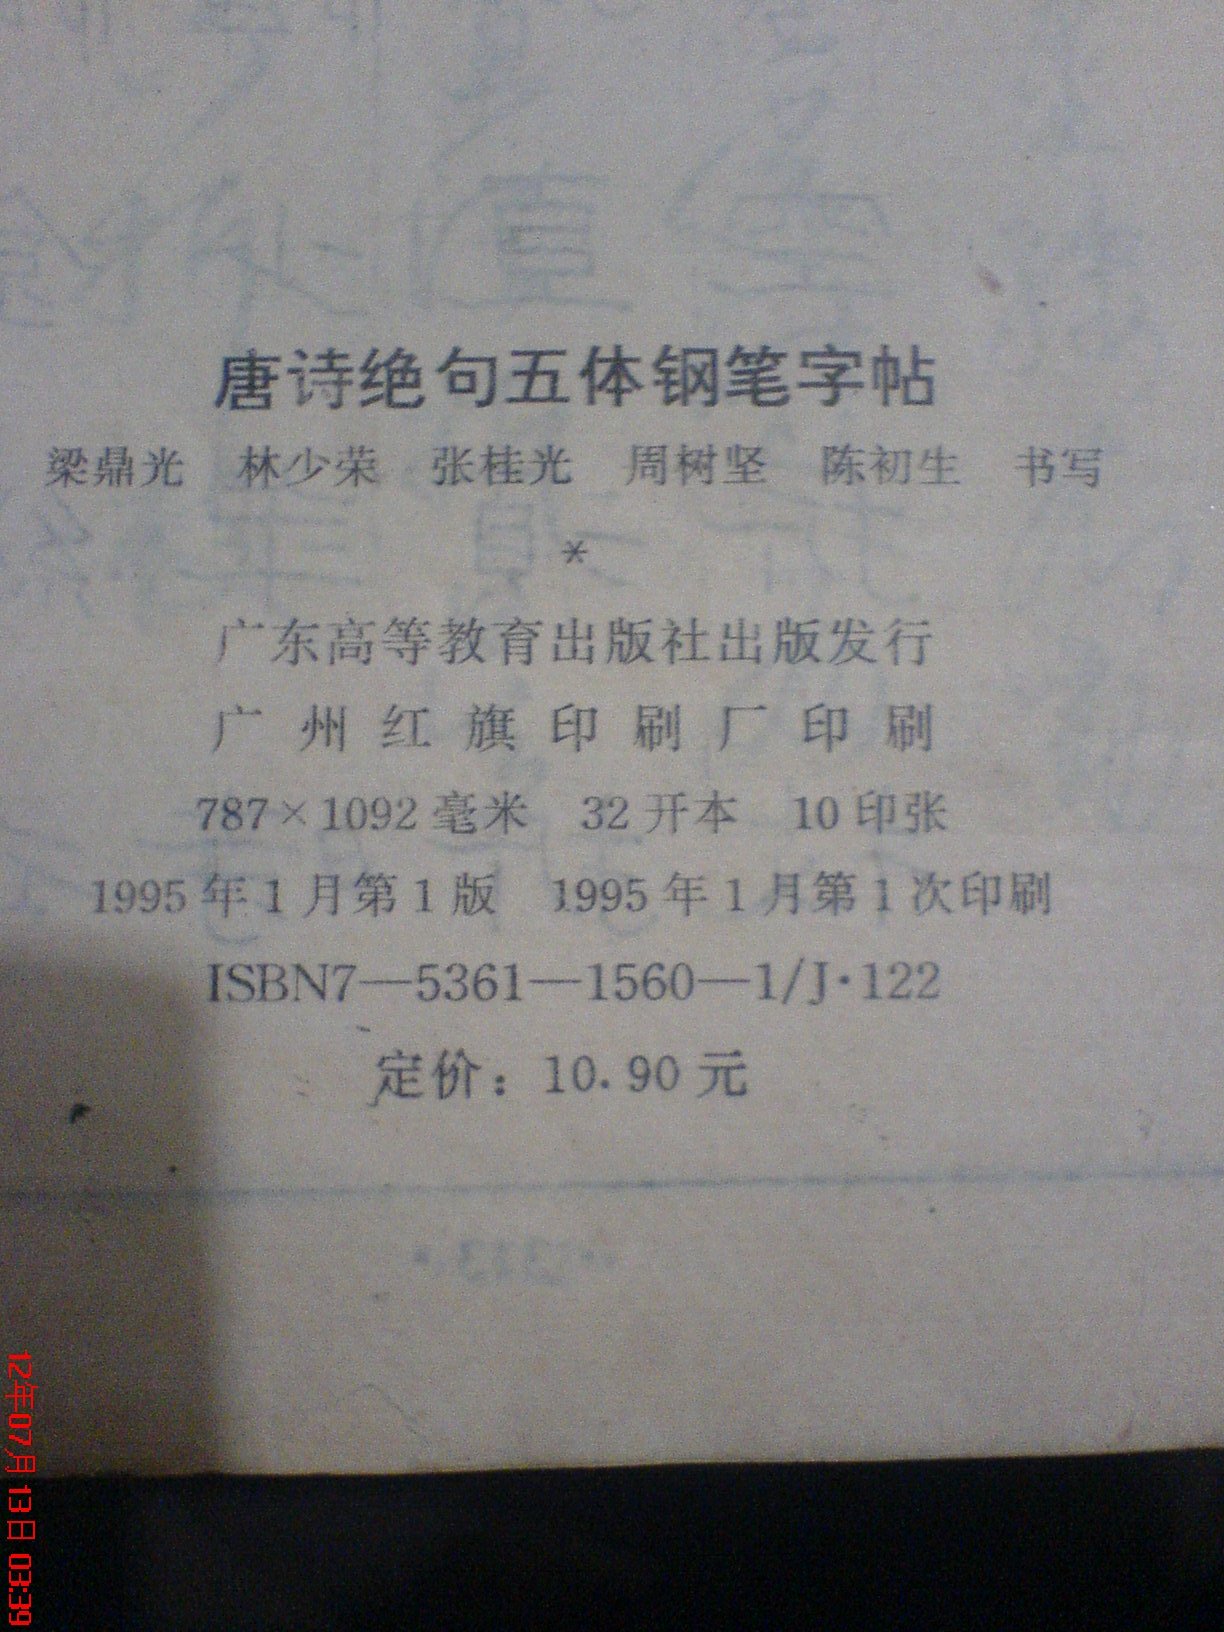 唐诗绝句五体钢笔字帖
梁鼎光 林少荣 张桂光 周树坚 陈初生 书写
*
广东高等教育出版社出版发行
广州红旗印刷厂印刷
787×1092毫米 32开本 10印张
1995年1月第1版 1995年1月第1次印刷
ISBN7—5361—1560—1/J·122
定价：10.90元
12年07月13日 03:39